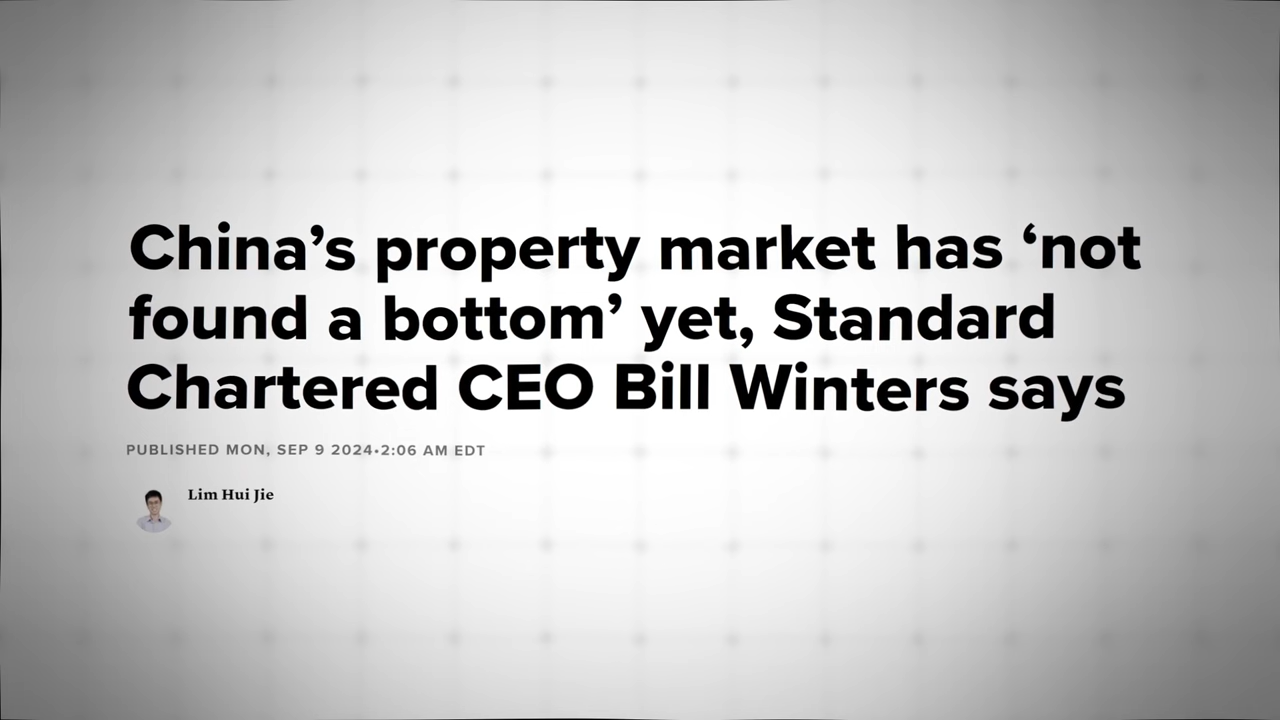 China’s property market has ‘not
found a bottom’ yet, Standard
Chartered CEO Bill Winters says
PUBLISHED MON, SEP 9 2024•2:06 AM EDT
Lim Hui Jie